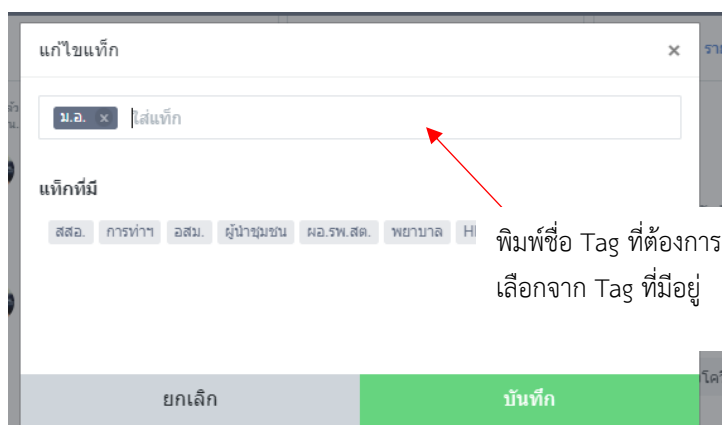 แก้ไขแท็ก ×
ม.อ. × ใส่แท็ก
แท็กที่มี
สสอ. การท่าฯ อสม. ผู้นำชุมชน ผอ.รพ.สต. พยาบาล
พิมพ์ชื่อ Tag ที่ต้องการ
เลือกจาก Tag ที่มีอยู่
ยกเลิก บันทึก